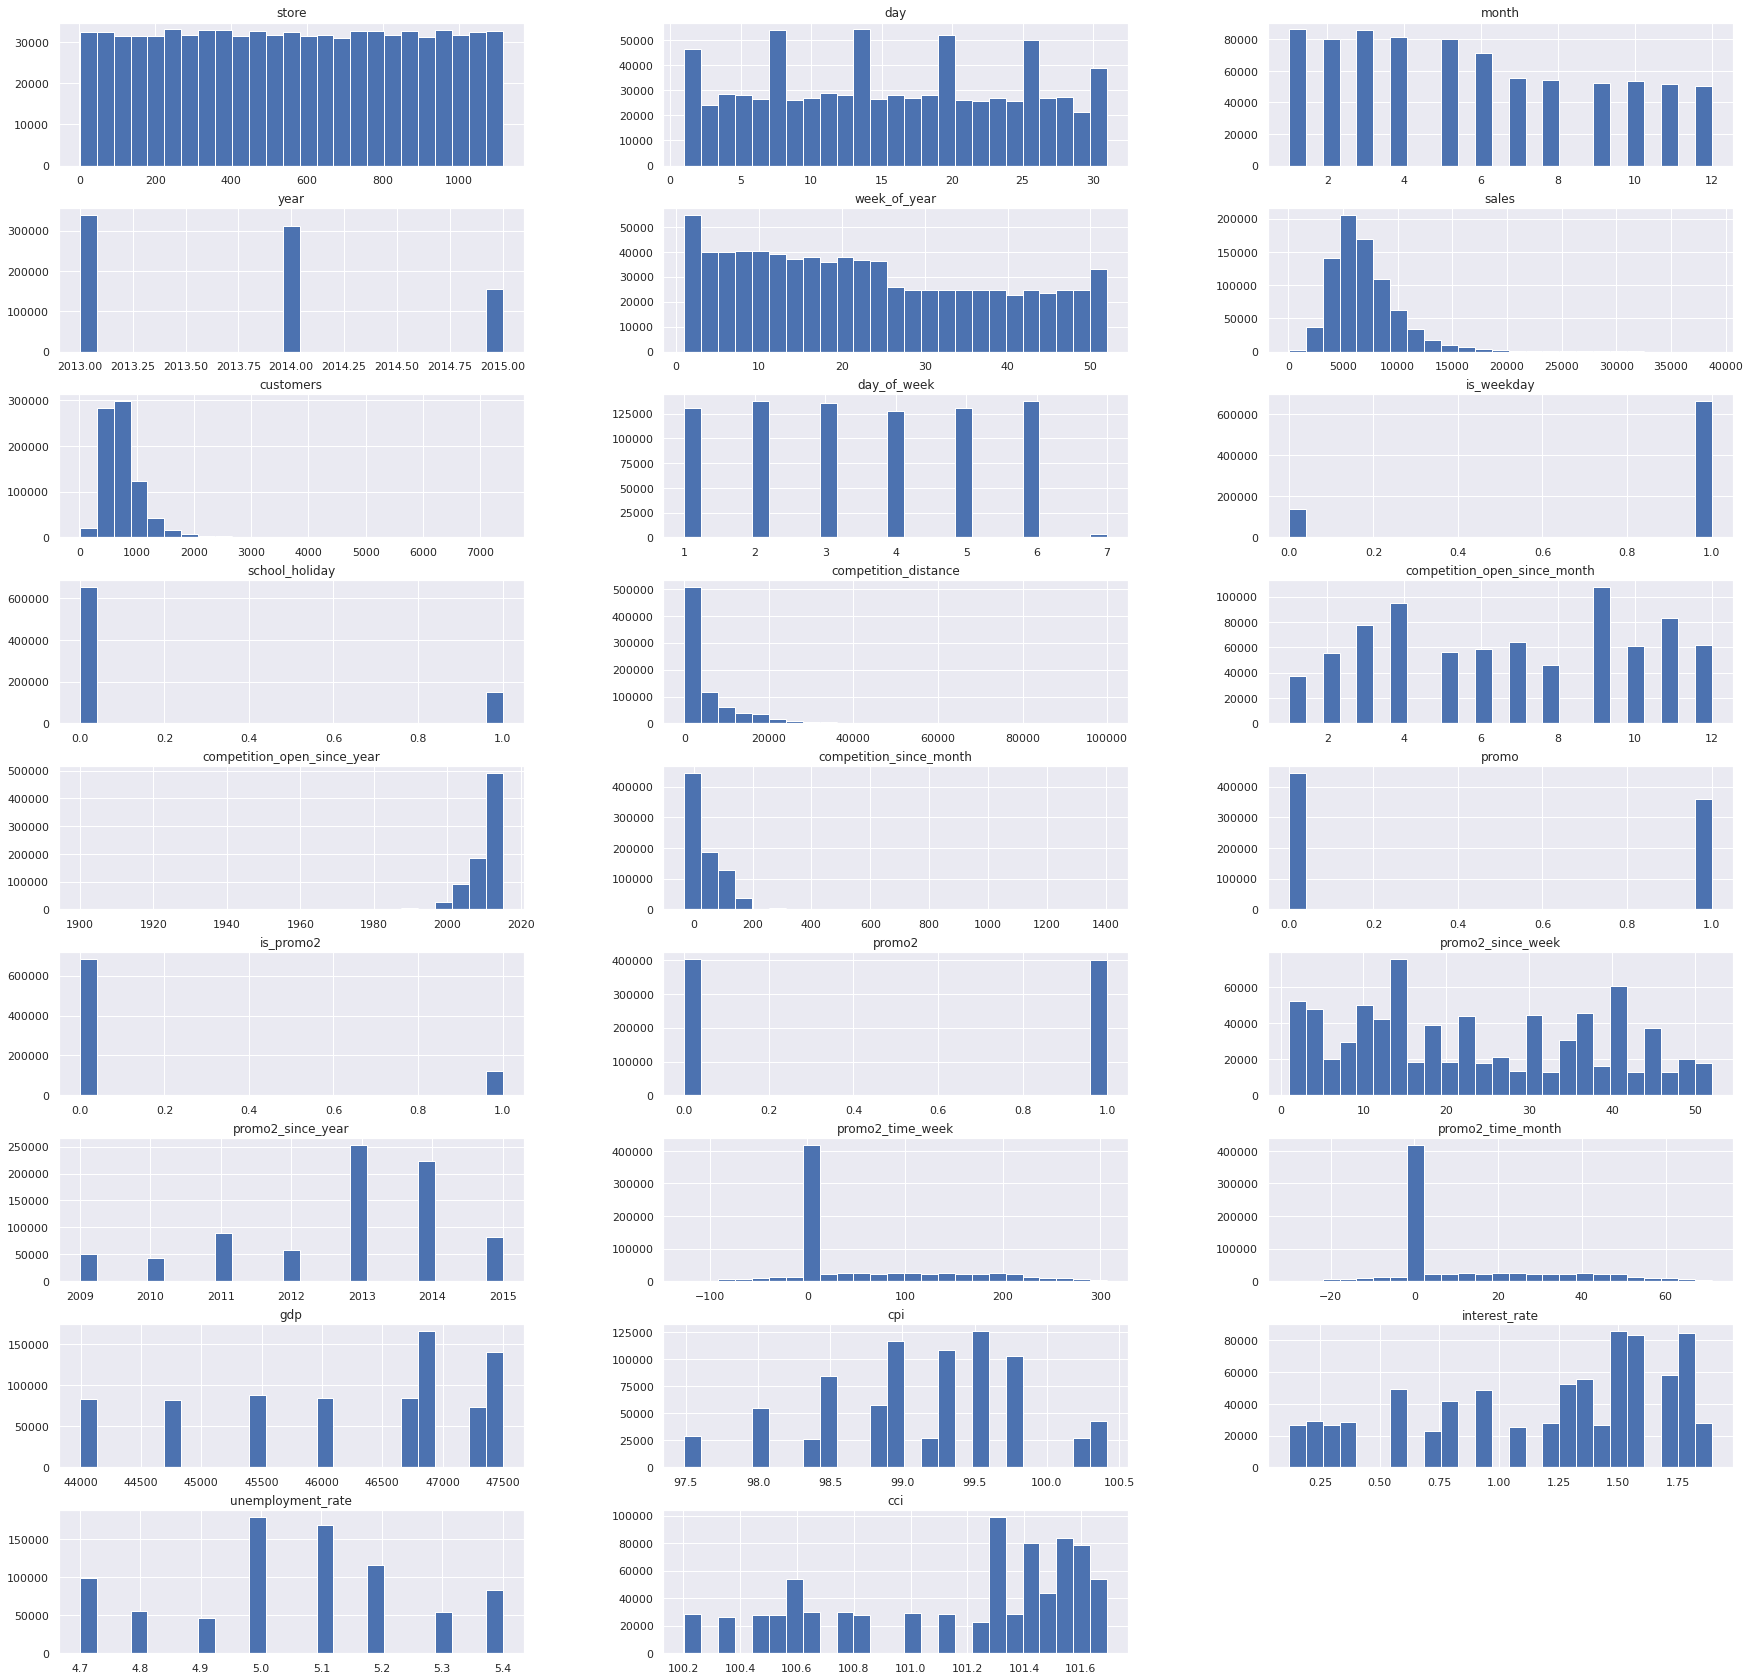 store
30000
20000
10000
0
0 200 400 600 800 1000
day
50000
40000
30000
20000
10000
0
0 5 10 15 20 25 30
month
80000
60000
40000
20000
0
2 4 6 8 10 12
year
300000
200000
100000
0
2013.00 2013.25 2013.50 2013.75 2014.00 2014.25 2014.50 2014.75 2015.00
week_of_year
50000
40000
30000
20000
10000
0
0 10 20 30 40 50
sales
200000
150000
100000
50000
0
0 5000 10000 15000 20000 25000 30000 35000 40000
customers
300000
200000
100000
0
0 1000 2000 3000 4000 5000 6000 7000
day_of_week
125000
100000
75000
50000
25000
0
1 2 3 4 5 6 7
is_weekday
600000
400000
200000
0
0.0 0.2 0.4 0.6 0.8 1.0
school_holiday
600000
400000
200000
0
0.0 0.2 0.4 0.6 0.8 1.0
competition_distance
500000
400000
300000
200000
100000
0
0 20000 40000 60000 80000 100000
competition_open_since_month
100000
80000
60000
40000
20000
0
2 4 6 8 10 12
competition_open_since_year
500000
400000
300000
200000
100000
0
1900 1920 1940 1960 1980 2000 2020
competition_since_month
400000
300000
200000
100000
0
0 200 400 600 800 1000 1200 1400
promo
400000
300000
200000
100000
0
0.0 0.2 0.4 0.6 0.8 1.0
is_promo2
600000
400000
200000
0
0.0 0.2 0.4 0.6 0.8 1.0
promo2
400000
300000
200000
100000
0
0.0 0.2 0.4 0.6 0.8 1.0
promo2_since_week
60000
40000
20000
0
0 10 20 30 40 50
promo2_since_year
250000
200000
150000
100000
50000
0
2009 2010 2011 2012 2013 2014 2015
promo2_time_week
400000
300000
200000
100000
0
−100 0 100 200 300
promo2_time_month
400000
300000
200000
100000
0
−20 0 20 40 60
gdp
150000
100000
50000
0
44000 44500 45000 45500 46000 46500 47000 47500
cpi
125000
100000
75000
50000
25000
0
97.5 98.0 98.5 99.0 99.5 100.0 100.5
interest_rate
80000
60000
40000
20000
0
0.25 0.50 0.75 1.00 1.25 1.50 1.75
unemployment_rate
150000
100000
50000
0
4.7 4.8 4.9 5.0 5.1 5.2 5.3 5.4
cci
100000
80000
60000
40000
20000
0
100.2 100.4 100.6 100.8 101.0 101.2 101.4 101.6